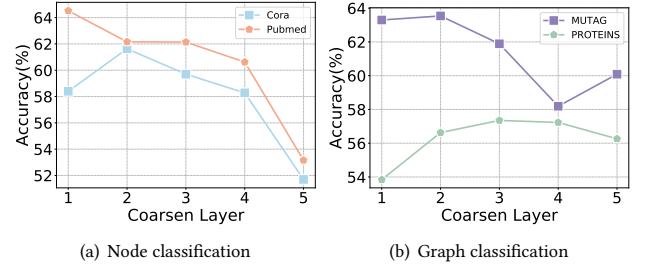 64
62
60
58
56
54
52
Accuracy(%)
Cora
Pubmed
1 2 3 4 5
Coarsen Layer
(a) Node classification
64
62
60
58
56
54
Accuracy(%)
MUTAG
PROTEINS
1 2 3 4 5
Coarsen Layer
(b) Graph classification